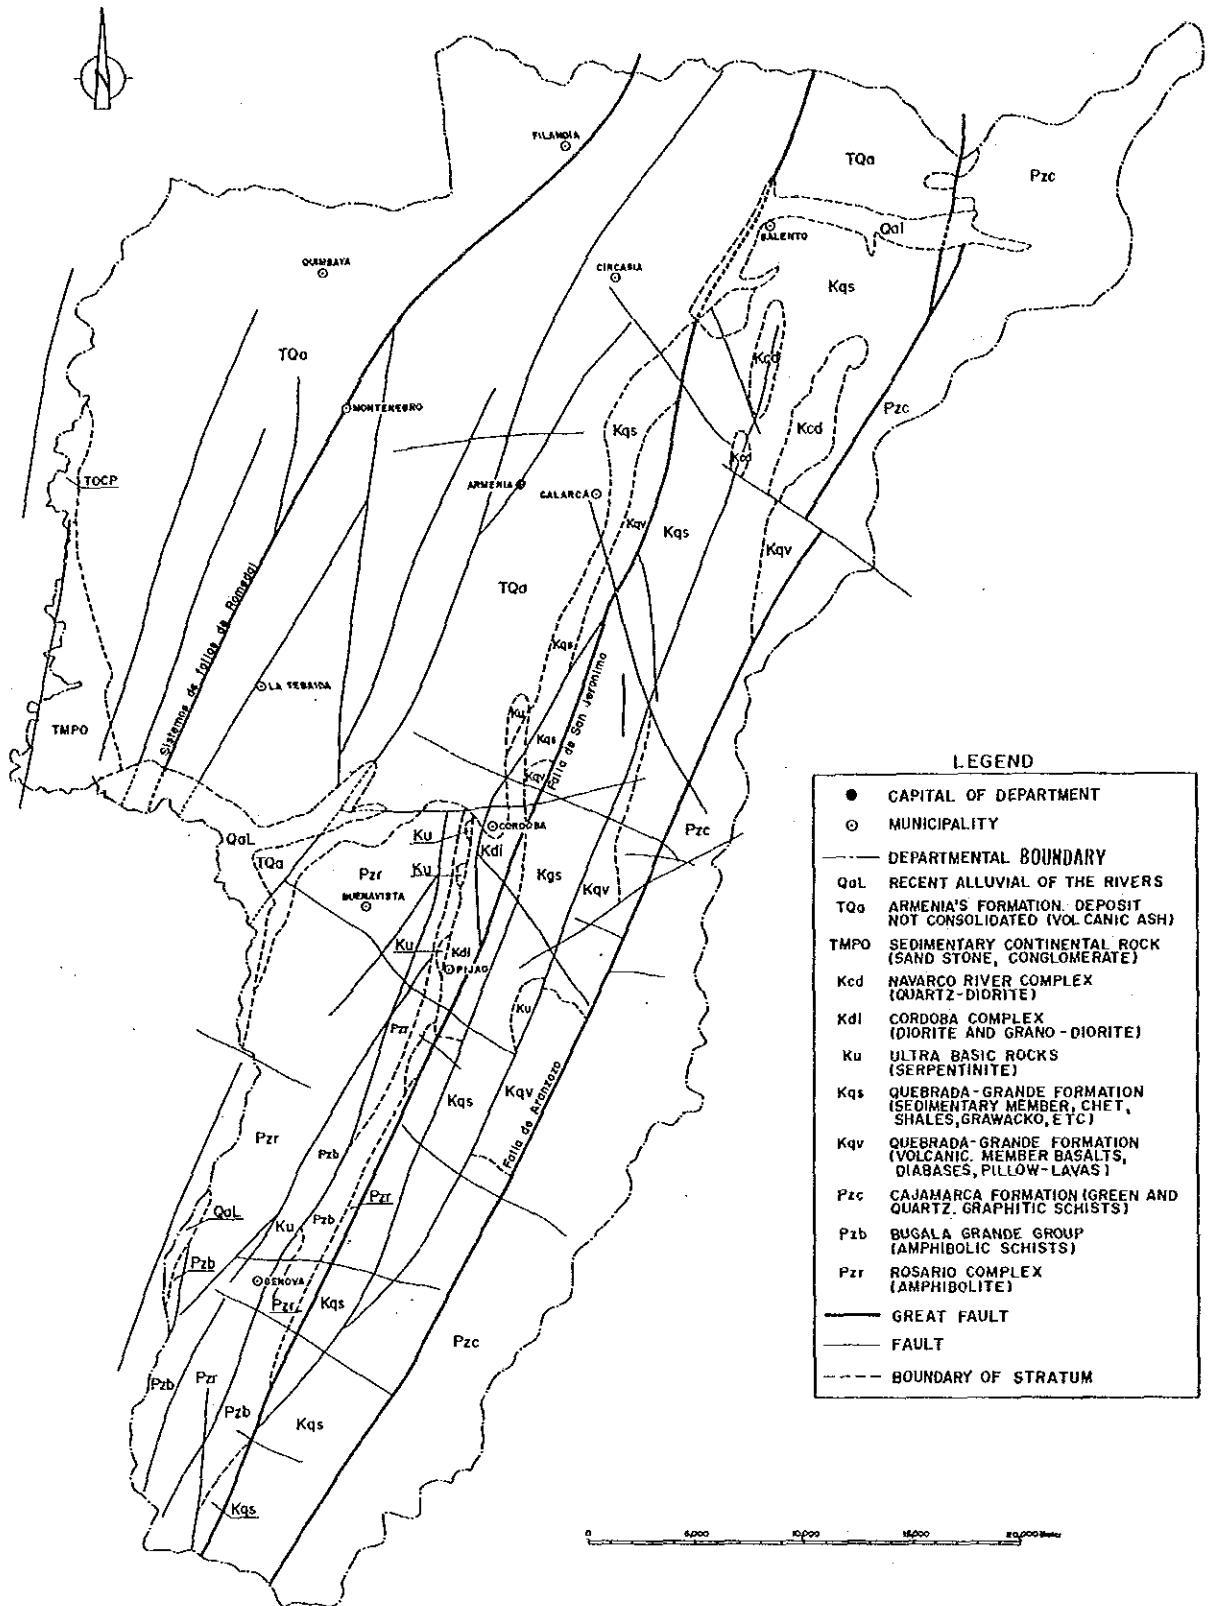 FILANDIA
TQa
Pzc
SALENTO
Qal
QUIMBAYA
CIRCASIA
Kqs
TQa
Kcd
MONTENEGRO
Pzc
Kqs
Kcd
Kcd
TOCP
ARMENIA
CALARCA
Kqv
Kqs
Kqv
TQa
Kqs
Sistemas de fallas de Romedal
LA TEBAIDA
Falla de San Jeronimo
Ku
TMPO
Kqs
Kqv
QaL
CORDOBA
Pzc
Ku
Kdi
TQa
Pzr
Ku
Kgs
Kqv
BUENAVISTA
Ku
Kdi
PIJAO
Ku
Pzr
Kqs
Kqv
Falla de Aranzozo
Pzr
Pzb
Pzr
QaL
Ku
Pzb
Pzb
GENOVA
Pzr
Kqs
Pzc
Pzb
Pzr
Pzb
Kqs
Kqs
LEGEND
CAPITAL OF DEPARTMENT
MUNICIPALITY
DEPARTMENTAL BOUNDARY
QaL RECENT ALLUVIAL OF THE RIVERS
TQa ARMENIA'S FORMATION. DEPOSIT
NOT CONSOLIDATED (VOLCANIC ASH)
TMPO SEDIMENTARY CONTINENTAL ROCK
(SAND STONE, CONGLOMERATE)
Kcd NAVARCO RIVER COMPLEX
(QUARTZ-DIORITE)
Kdi CORDOBA COMPLEX
(DIORITE AND GRANO-DIORITE)
Ku ULTRA BASIC ROCKS
(SERPENTINITE)
Kqs QUEBRADA-GRANDE FORMATION
(SEDIMENTARY MEMBER, CHET,
SHALES, GRAWACKO, ETC)
Kqv QUEBRADA-GRANDE FORMATION
(VOLCANIC. MEMBER BASALTS,
DIABASES, PILLOW-LAVAS)
Pzc CAJAMARCA FORMATION (GREEN AND
QUARTZ. GRAPHITIC SCHISTS)
Pzb BUGALA GRANDE GROUP
(AMPHIBOLIC SCHISTS)
Pzr ROSARIO COMPLEX
(AMPHIBOLITE)
GREAT FAULT
FAULT
BOUNDARY OF STRATUM
0 5,000 10,000 15,000 20,000